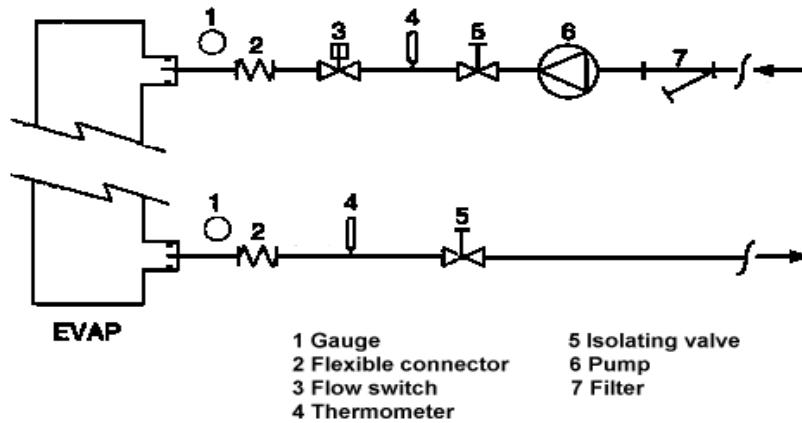 1
2
3
4
5
6
7
1
2
4
5
EVAP
1 Gauge
2 Flexible connector
3 Flow switch
4 Thermometer
5 Isolating valve
6 Pump
7 Filter